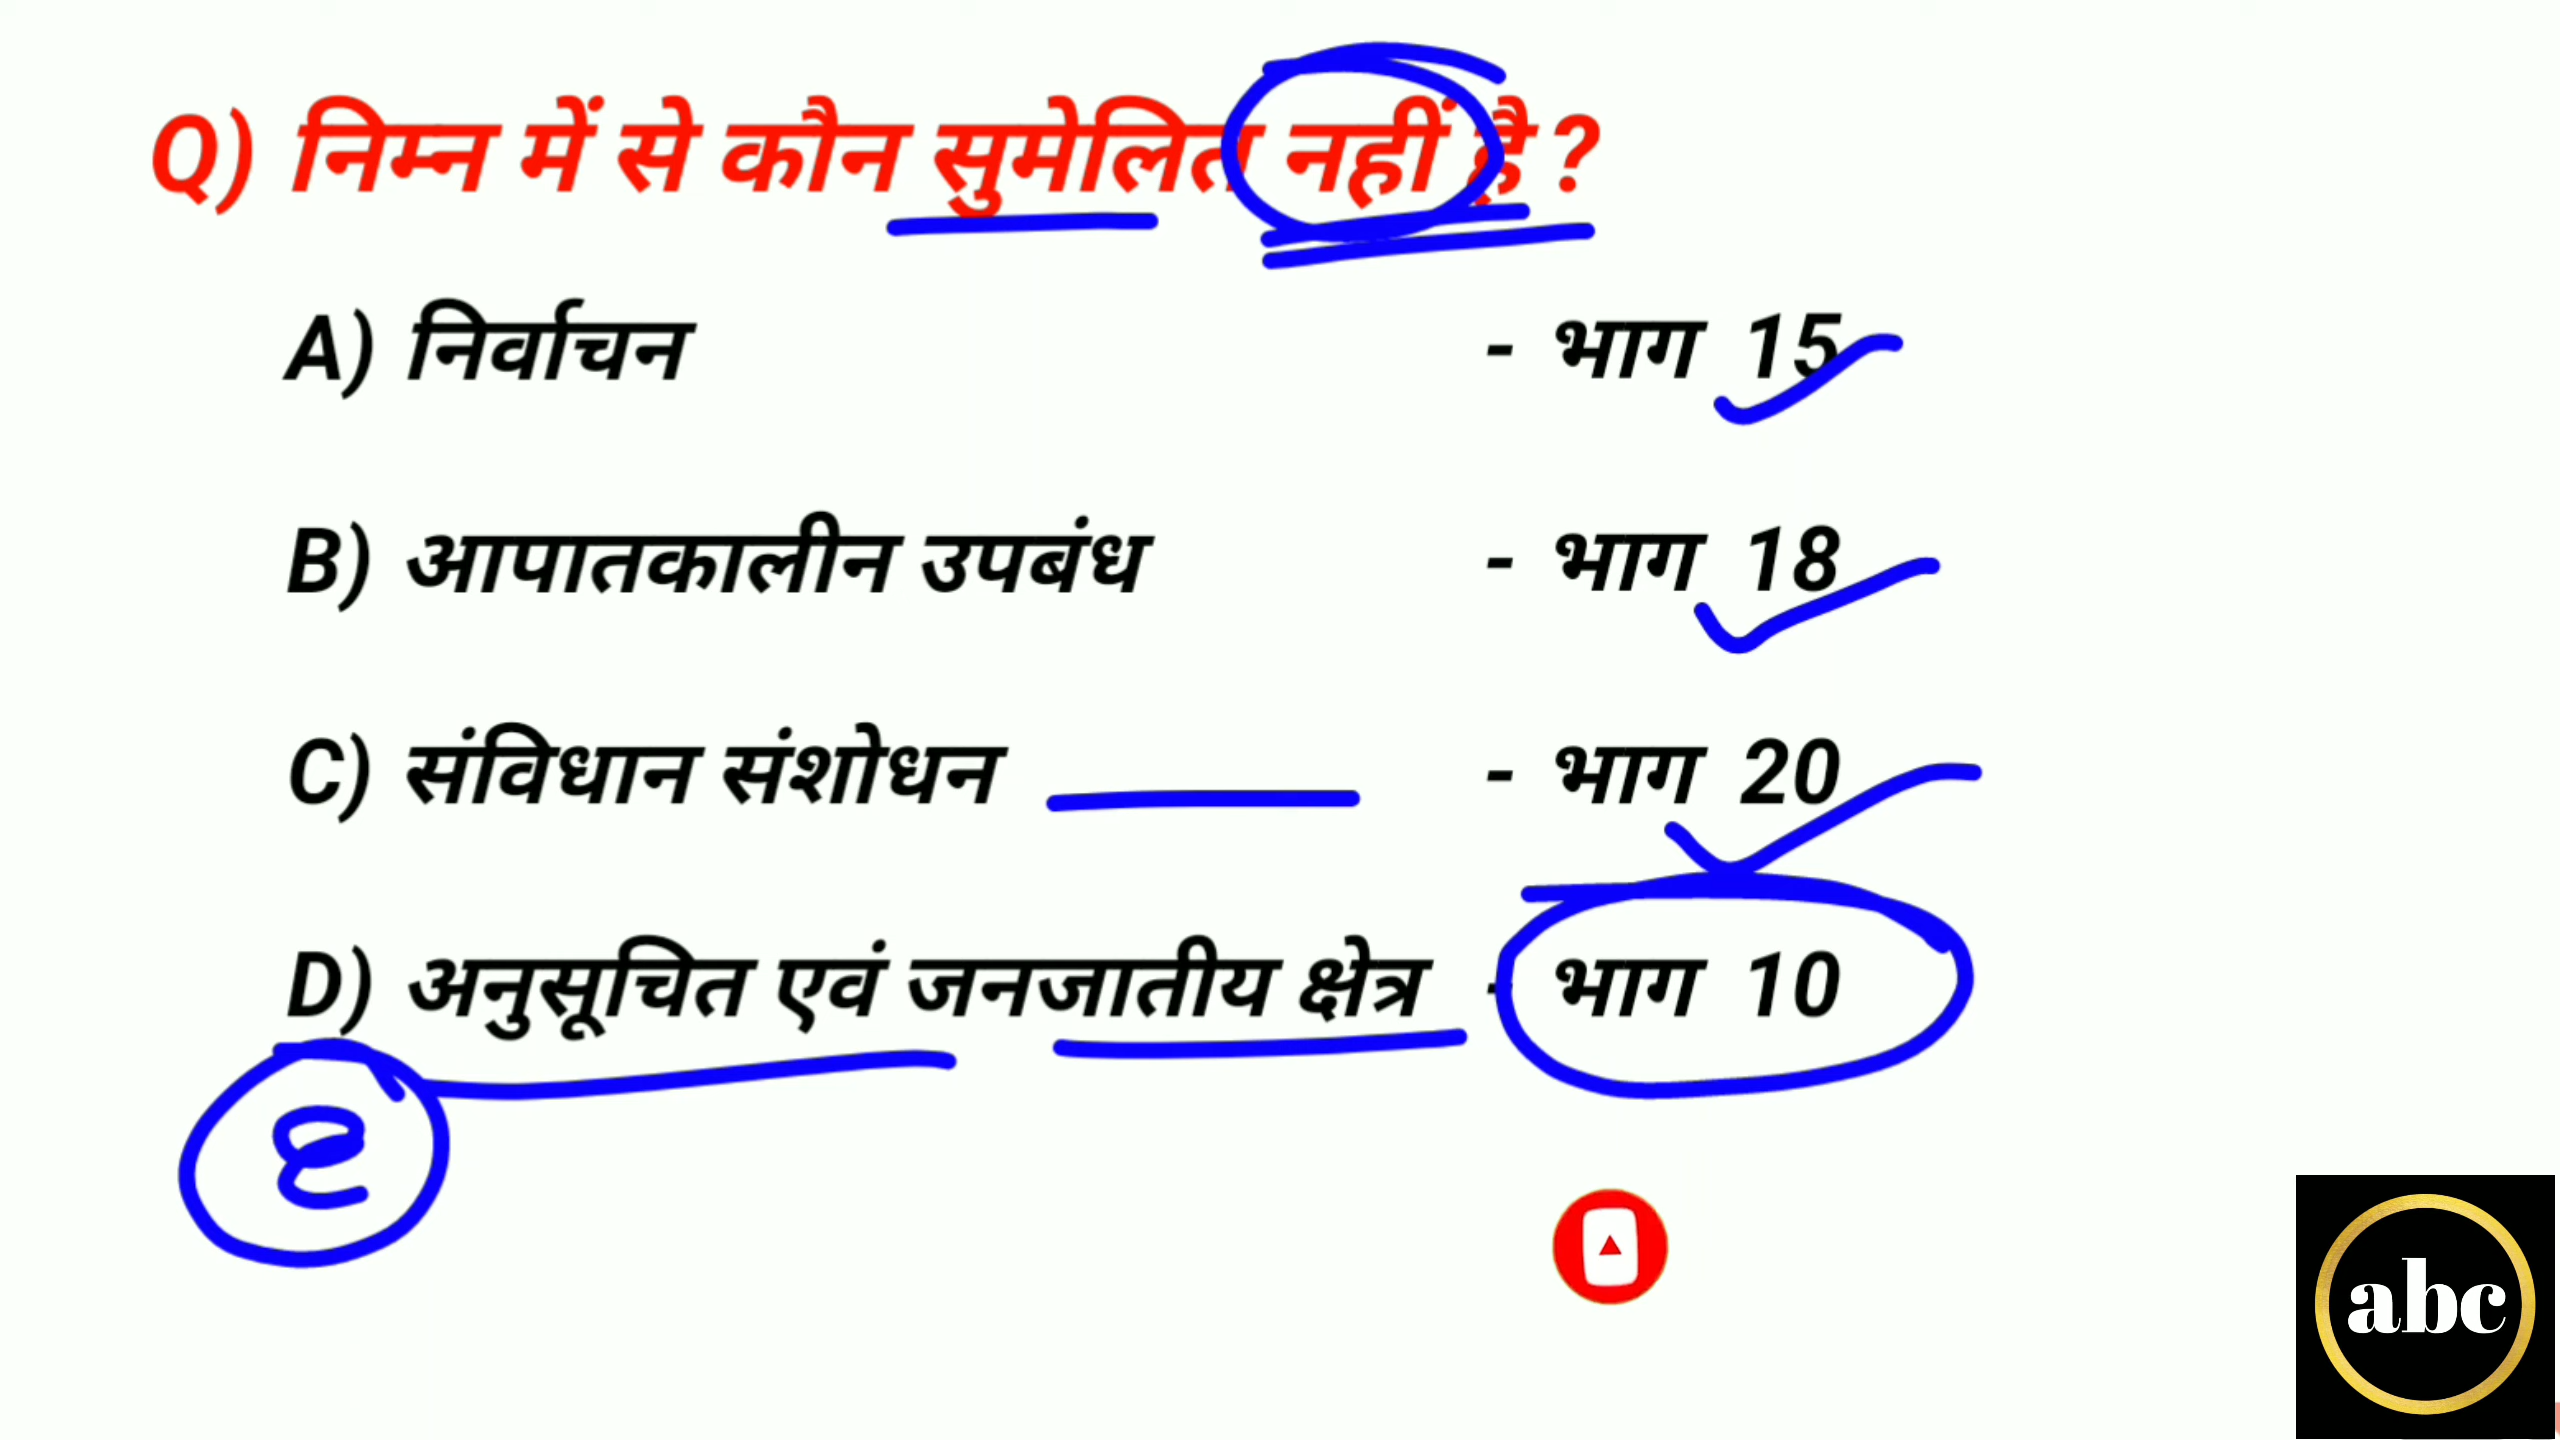 Q) निम्न में से कौन सुमेलित नहीं है ?
A) निर्वाचन - भाग 15
B) आपातकालीन उपबंध - भाग 18
C) संविधान संशोधन - भाग 20
D) अनुसूचित एवं जनजातीय क्षेत्र - भाग 10
abc